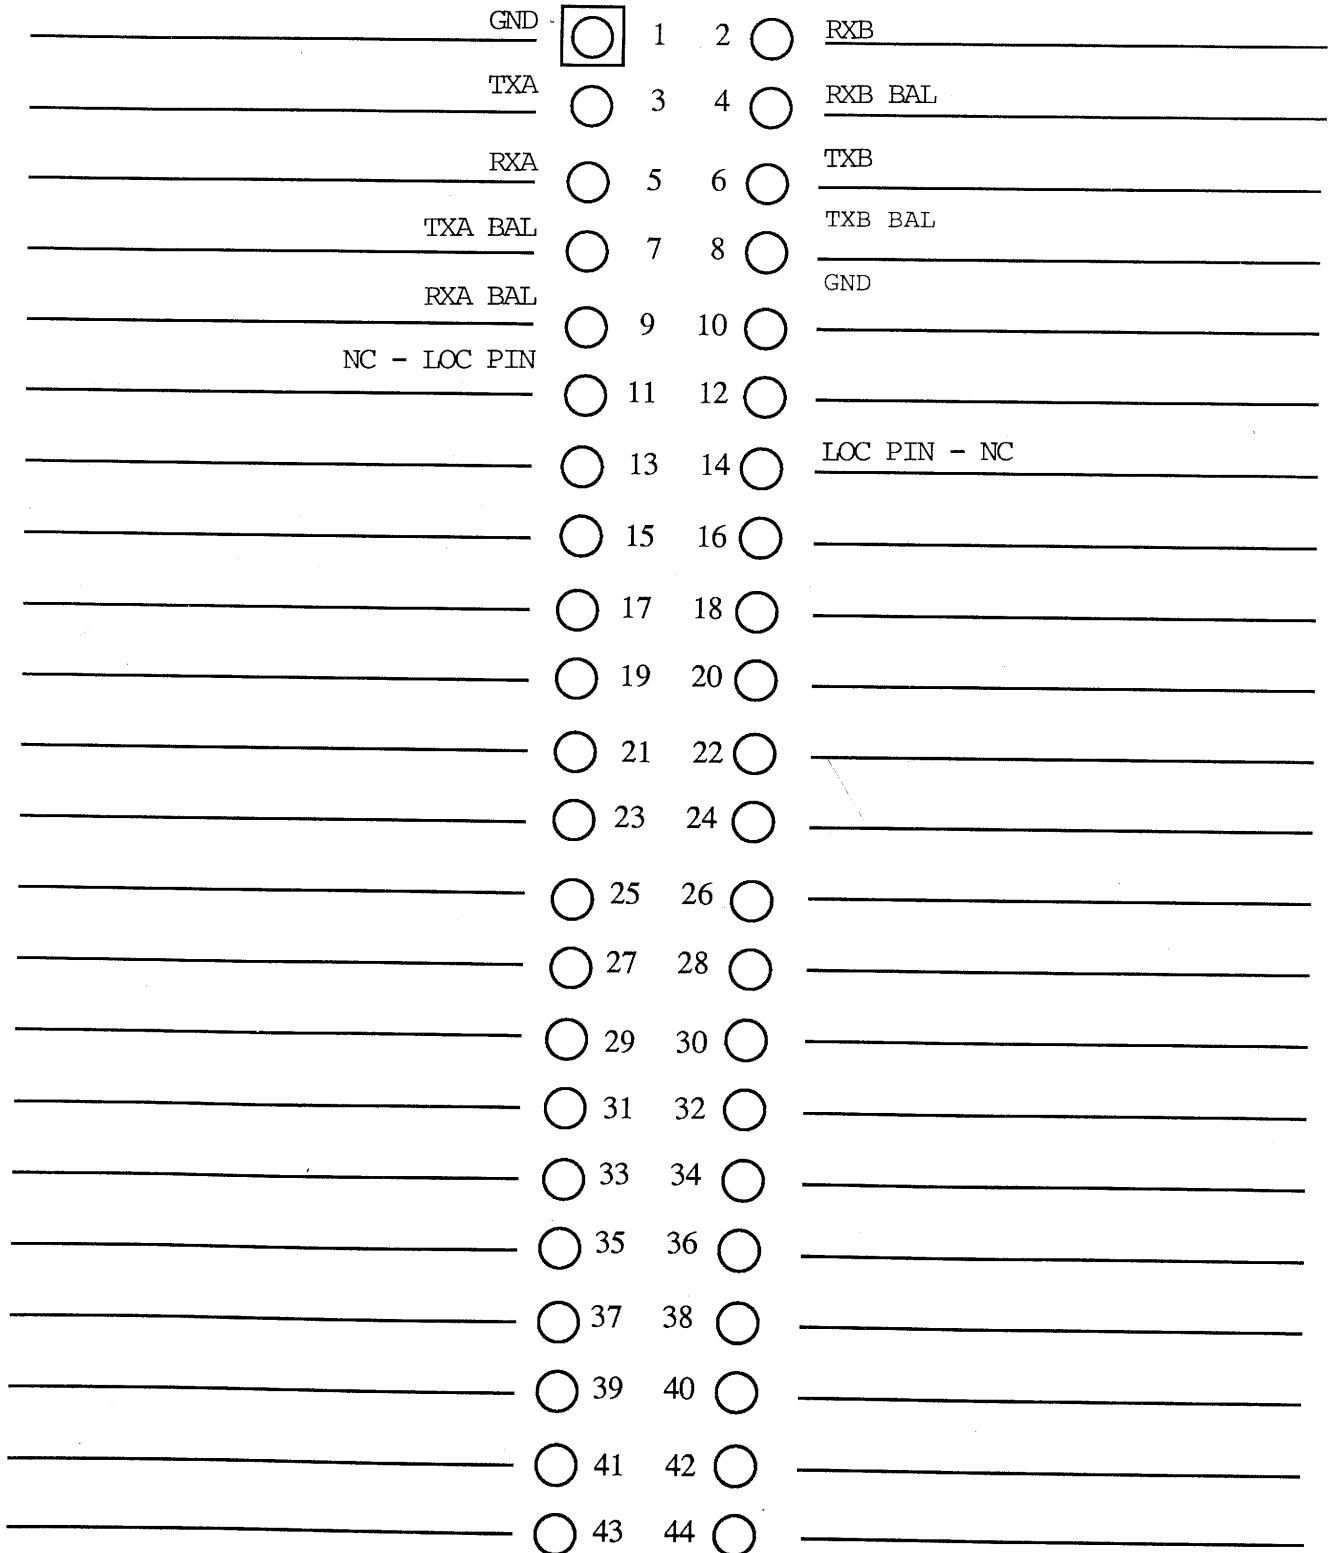 GND 1 2 RXB
TXA 3 4 RXB BAL
RXA 5 6 TXB
TXA BAL 7 8 TXB BAL
RXA BAL 9 10 GND
NC - LOC PIN 11 12
13 14 LOC PIN - NC
15 16
17 18
19 20
21 22
23 24
25 26
27 28
29 30
31 32
33 34
35 36
37 38
39 40
41 42
43 44